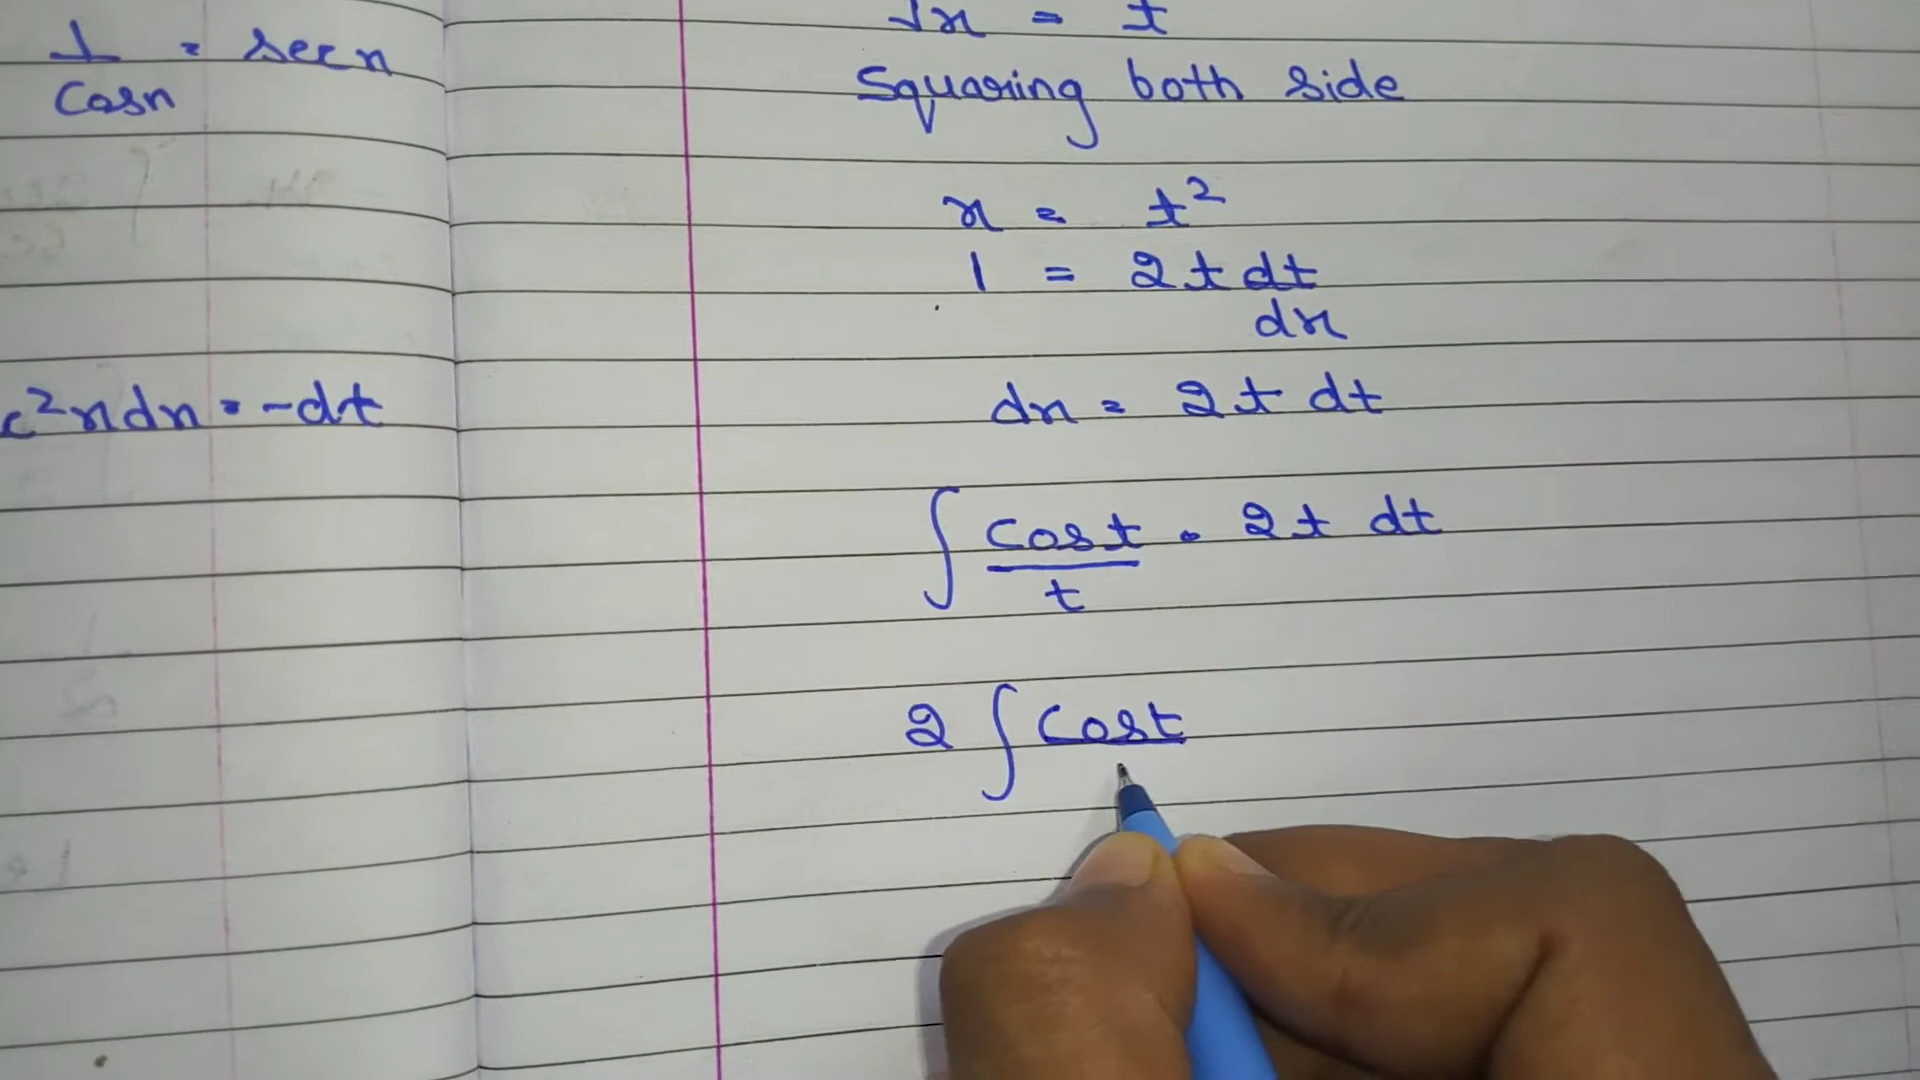 1/cosx = secx
c²xdx = -dt
√x = t
Squaring both side
x = t²
1 = 2t dt/dx
dx = 2t dt
∫ cost/t . 2t dt
2 ∫ cost